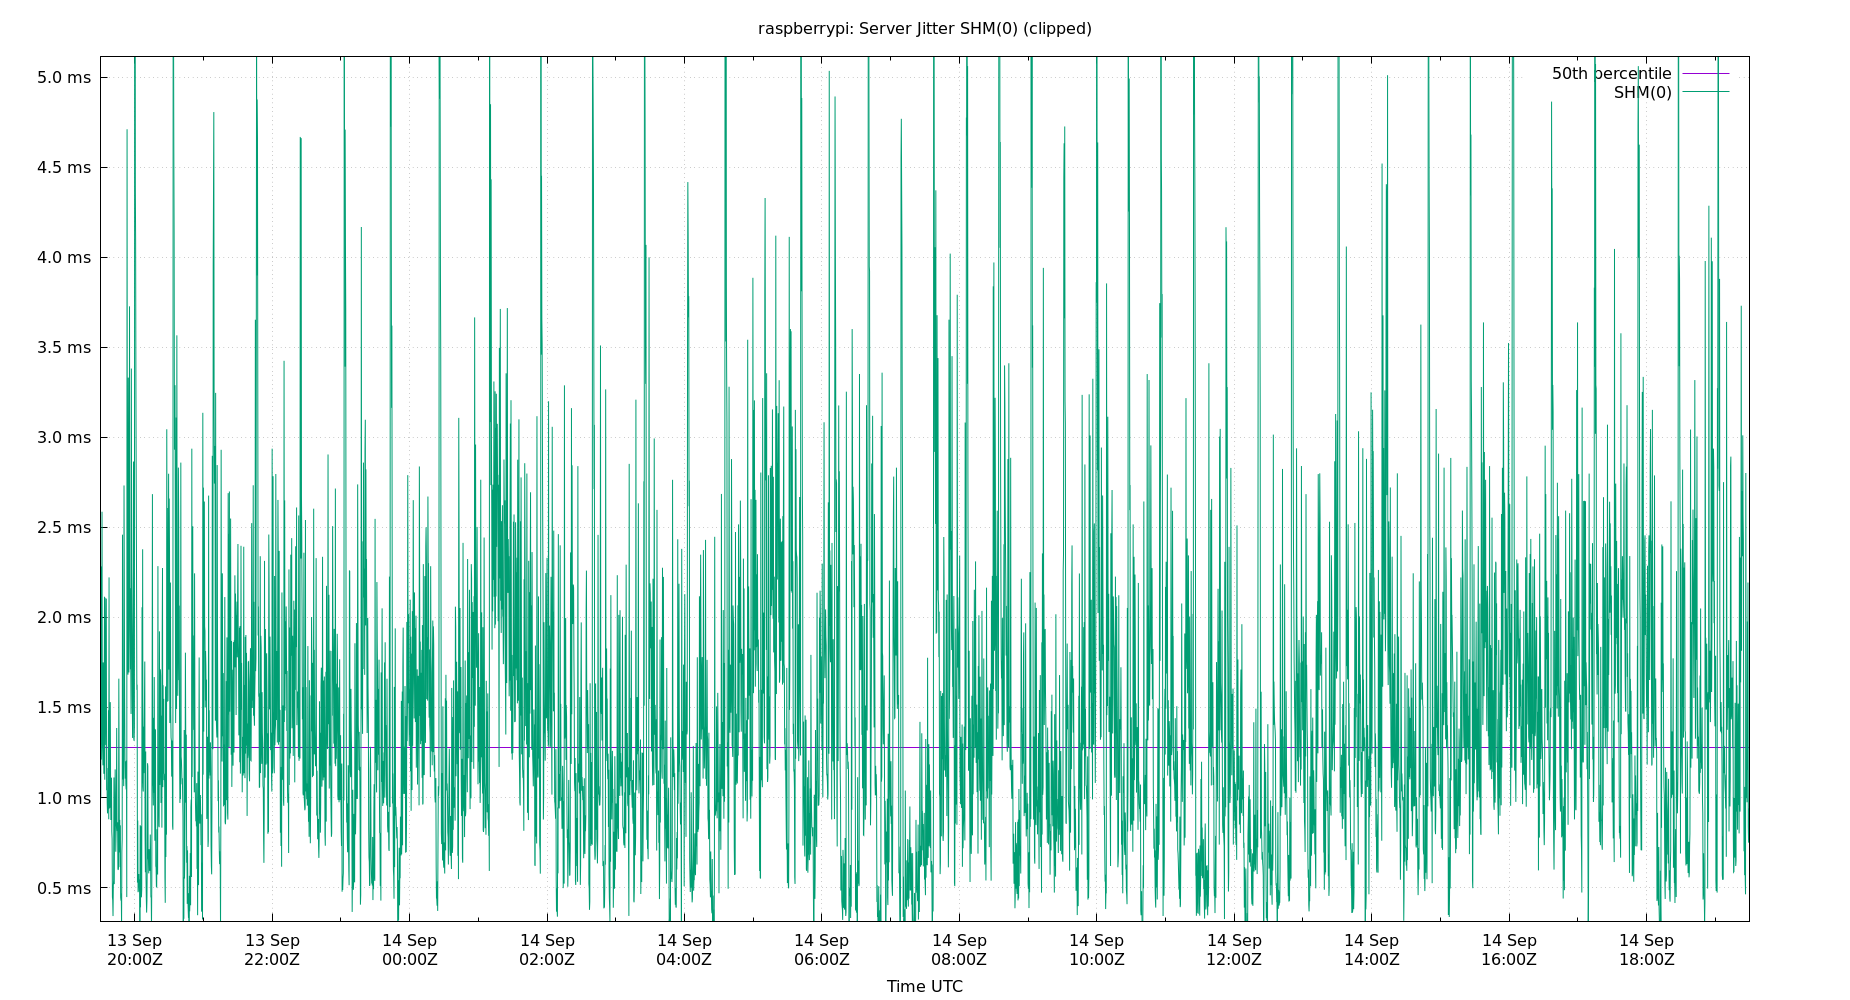 raspberrypi: Server Jitter SHM(0) (clipped)
50th percentile
SHM(0)
5.0 ms
4.5 ms
4.0 ms
3.5 ms
3.0 ms
2.5 ms
2.0 ms
1.5 ms
1.0 ms
0.5 ms
13 Sep 13 Sep 14 Sep 14 Sep 14 Sep 14 Sep 14 Sep 14 Sep 14 Sep 14 Sep 14 Sep 14 Sep
20:00Z 22:00Z 00:00Z 02:00Z 04:00Z 06:00Z 08:00Z 10:00Z 12:00Z 14:00Z 16:00Z 18:00Z
Time UTC